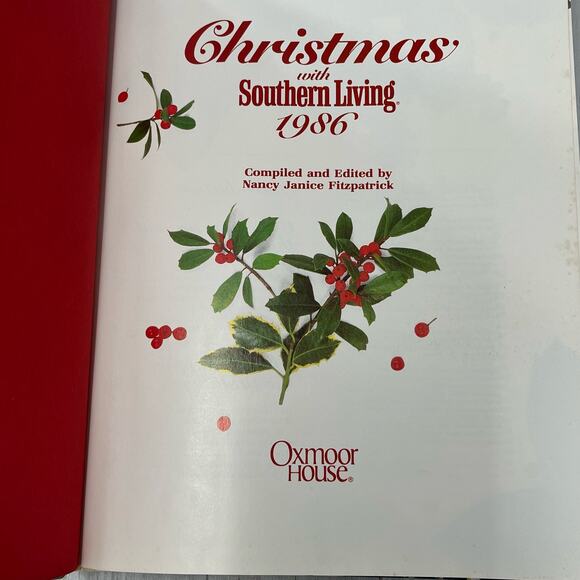 Christmas
with
Southern Living®
1986
Compiled and Edited by
Nancy Janice Fitzpatrick
Oxmoor
House®